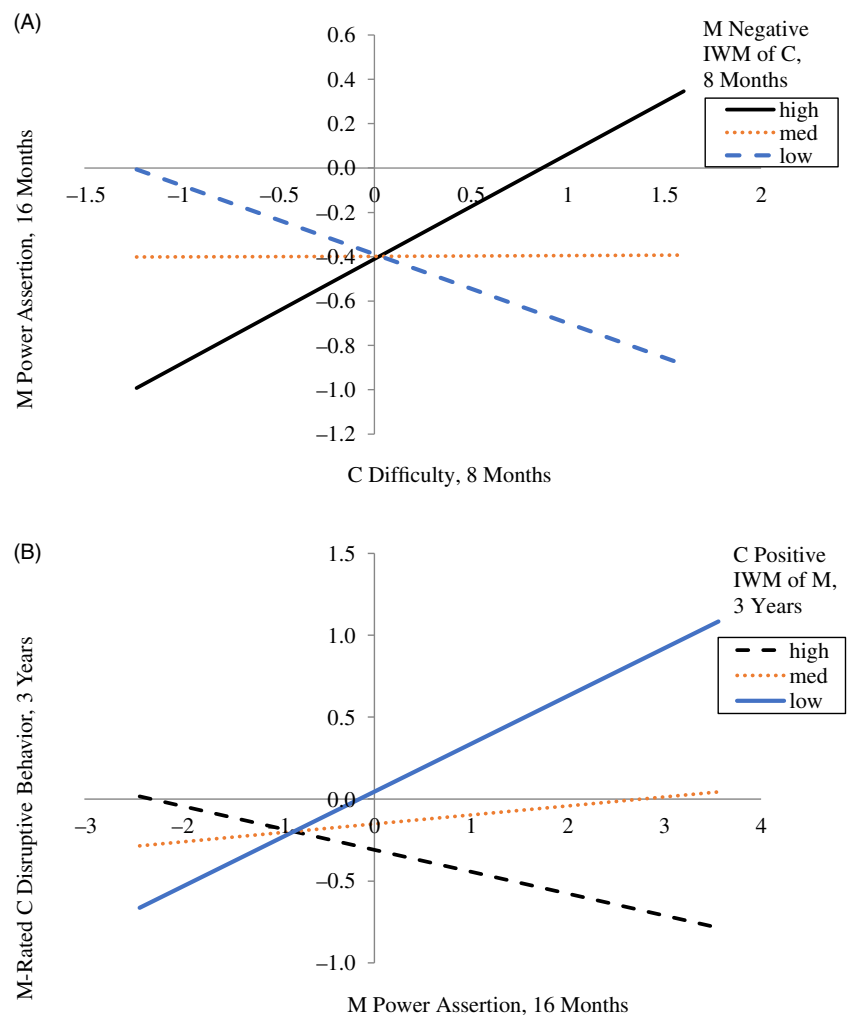 (A)
M Negative
IWM of C,
8 Months
high
med
low
0.6
0.4
0.2
0.0
−0.2
−0.4
−0.6
−0.8
−1.0
−1.2
−1.5
−1
−0.5
0
0.5
1
1.5
2
M Power Assertion, 16 Months
C Difficulty, 8 Months
(B)
C Positive
IWM of M,
3 Years
high
med
low
1.5
1.0
0.5
0.0
−0.5
−1.0
−3
−2
−1
0
1
2
3
4
M-Rated C Disruptive Behavior, 3 Years
M Power Assertion, 16 Months